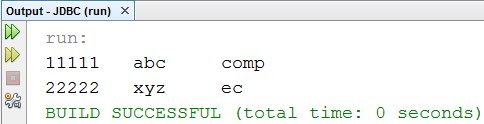 Output - JDBC (run) ×
run:
11111 abc comp
22222 xyz ec
BUILD SUCCESSFUL (total time: 0 seconds)